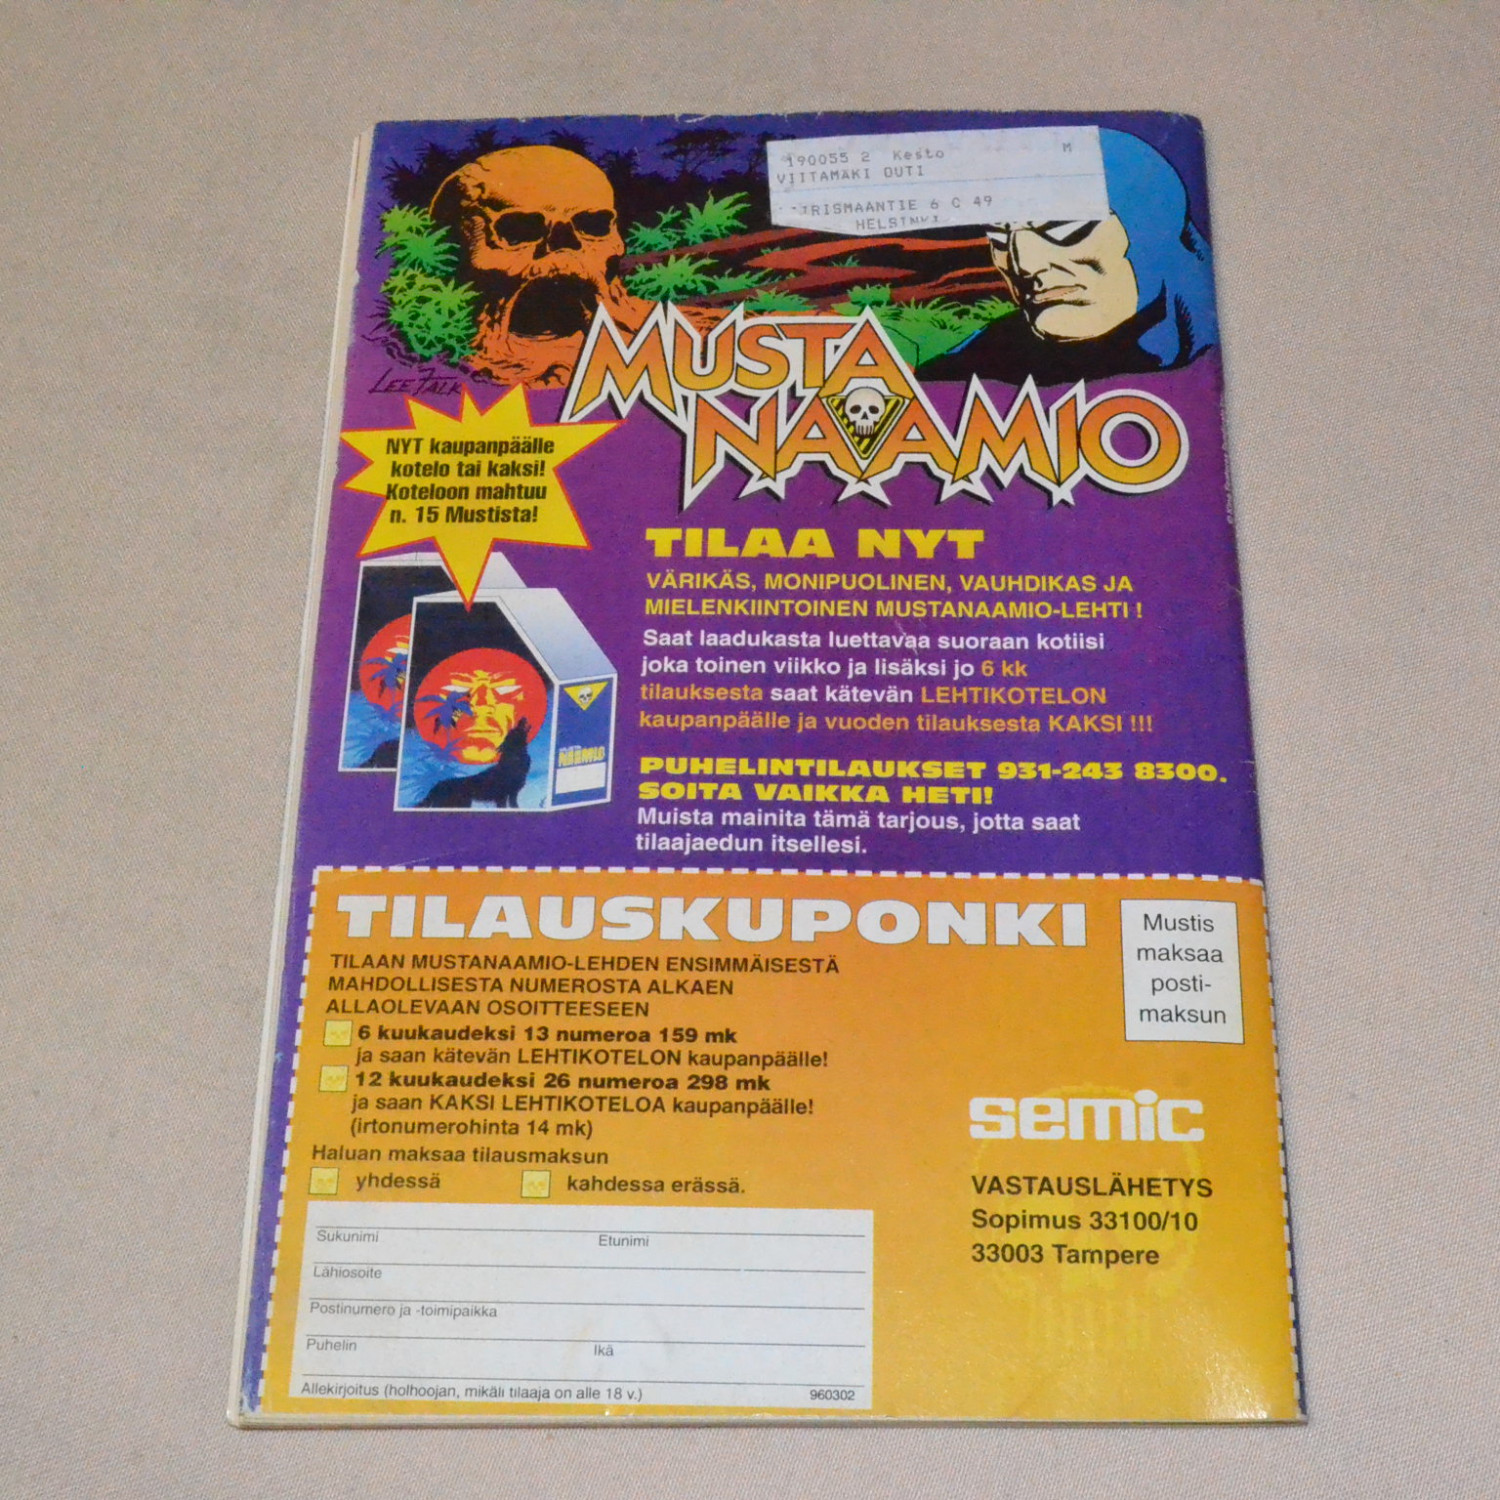 190055 2 Kesto M
VIITAMAKI OUTI
IRISMAANTIE 6 C 49
HELSINKI
LEE FALK
MUSTA
NAAMIO
NYT kaupanpäälle
kotelo tai kaksi!
Koteloon mahtuu
n. 15 Mustista!
TILAA NYT
VÄRIKÄS, MONIPUOLINEN, VAUHDIKAS JA
MIELENKIINTOINEN MUSTANAAMIO-LEHTI !
Saat laadukasta luettavaa suoraan kotiisi
joka toinen viikko ja lisäksi jo 6 kk
tilauksesta saat kätevän LEHTIKOTELON
kaupanpäälle ja vuoden tilauksesta KAKSI !!!
PUHELINTILAUKSET 931-243 8300.
SOITA VAIKKA HETI!
Muista mainita tämä tarjous, jotta saat
tilaajaedun itsellesi.
TILAUSKUPONKI
TILAAN MUSTANAAMIO-LEHDEN ENSIMMÄISESTÄ
MAHDOLLISESTA NUMEROSTA ALKAEN
ALLAOLEVAAN OSOITTEESEEN
6 kuukaudeksi 13 numeroa 159 mk
ja saan kätevän LEHTIKOTELON kaupanpäälle!
12 kuukaudeksi 26 numeroa 298 mk
ja saan KAKSI LEHTIKOTELOA kaupanpäälle!
(irtonumerohinta 14 mk)
Haluan maksaa tilausmaksun
yhdessä kahdessa erässä.
Sukunimi Etunimi
Lähiosoite
Postinumero ja -toimipaikka
Puhelin Ikä
Allekirjoitus (holhoojan, mikäli tilaaja on alle 18 v.) 960302
Mustis
maksaa
posti-
maksun
semic
VASTAUSLÄHETYS
Sopimus 33100/10
33003 Tampere